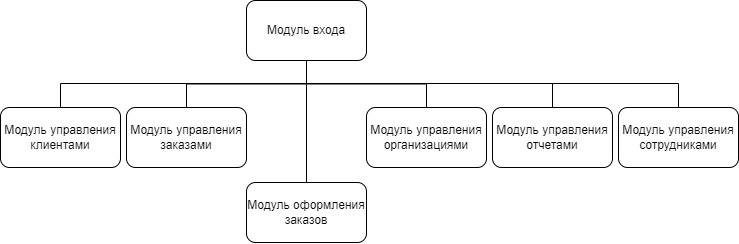 Модуль входа
Модуль управления
клиентами
Модуль управления
заказами
Модуль управления
организациями
Модуль управления
отчетами
Модуль управления
сотрудниками
Модуль оформления
заказов